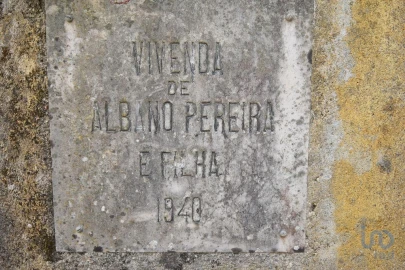 VIVENDA
DE
ALBANO PEREIRA
E FILHA
1940